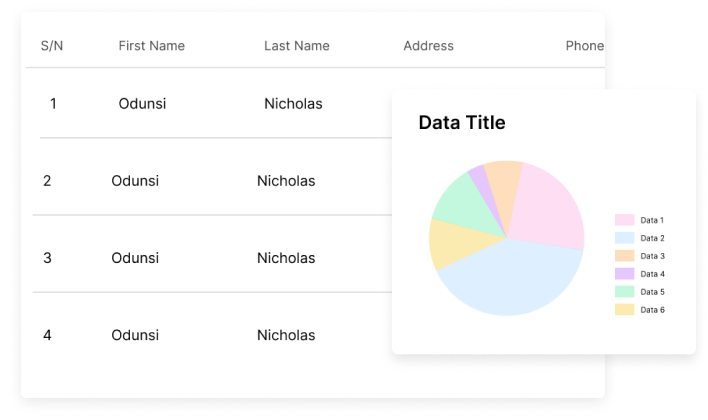 S/N First Name Last Name Address Phone
1 Odunsi Nicholas
2 Odunsi Nicholas
3 Odunsi Nicholas
4 Odunsi Nicholas
Data Title
Data 1
Data 2
Data 3
Data 4
Data 5
Data 6